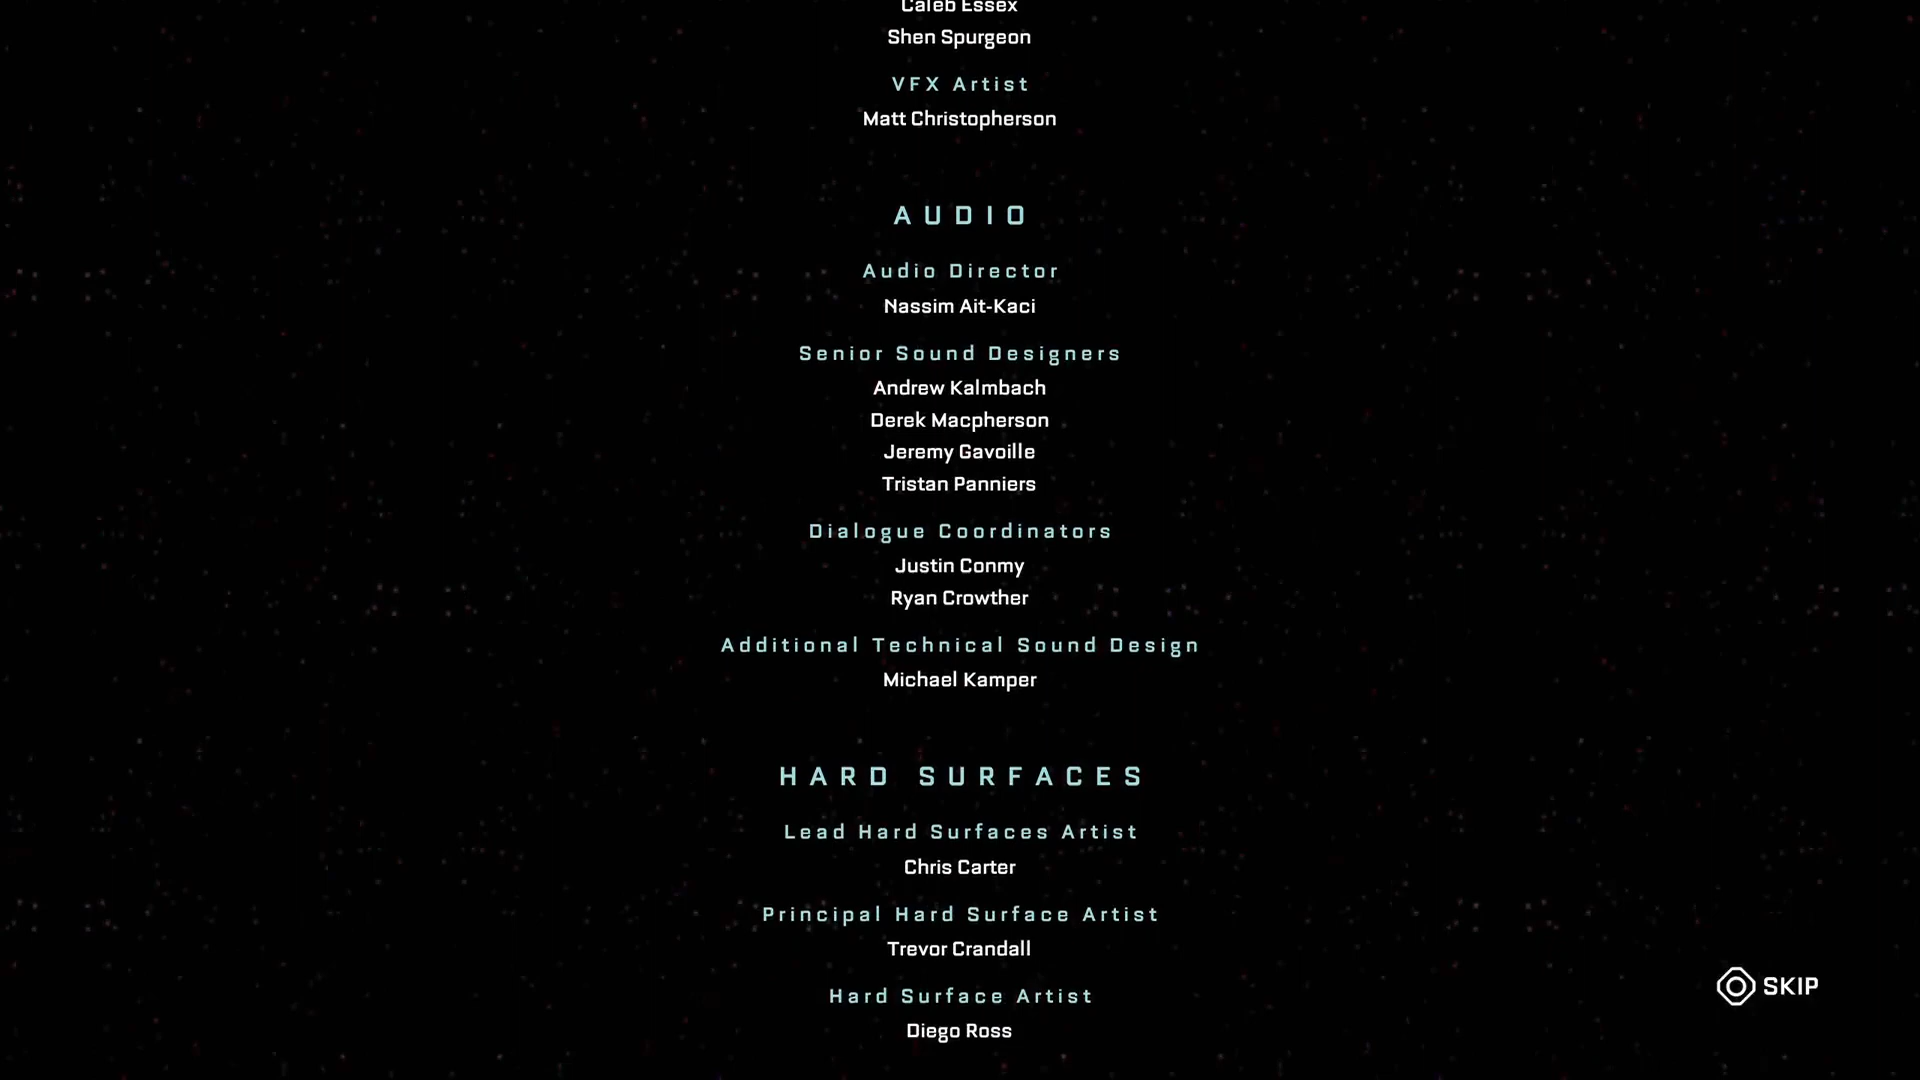 Caleb Essex
Shen Spurgeon
VFX Artist
Matt Christopherson
AUDIO
Audio Director
Nassim Ait-Kaci
Senior Sound Designers
Andrew Kalmbach
Derek Macpherson
Jeremy Gavoille
Tristan Panniers
Dialogue Coordinators
Justin Conmy
Ryan Crowther
Additional Technical Sound Design
Michael Kamper
HARD SURFACES
Lead Hard Surfaces Artist
Chris Carter
Principal Hard Surface Artist
Trevor Crandall
Hard Surface Artist
SKIP
Diego Ross